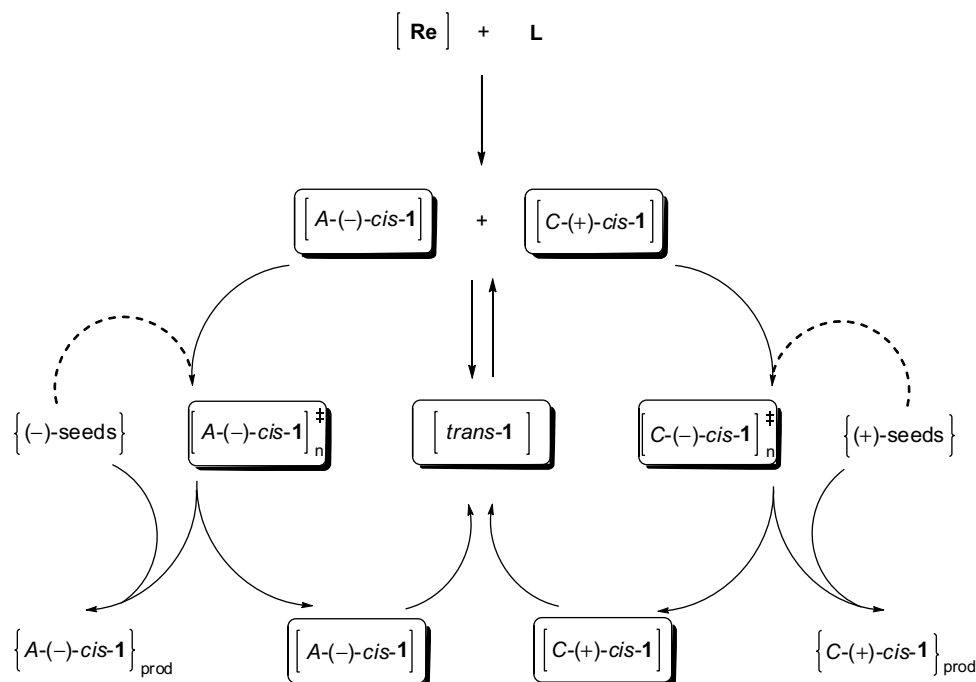 [ Re ] + L
[ A-(−)-cis-1 ] + [ C-(+)-cis-1 ]
{(−)-seeds} [ A-(−)-cis-1 ]‡n [ trans-1 ] [ C-(−)-cis-1 ]‡n {(+)-seeds}
{A-(−)-cis-1}prod [ A-(−)-cis-1 ] [ C-(+)-cis-1 ] {C-(+)-cis-1}prod